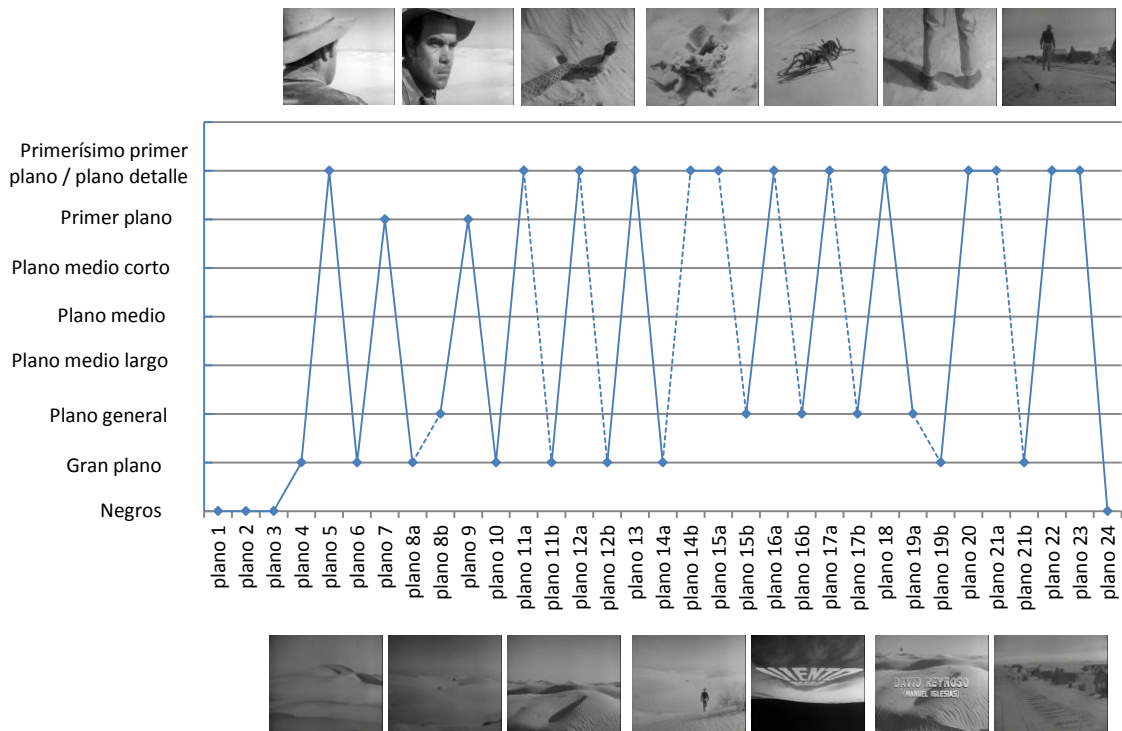 Primerísimo primer
plano / plano detalle
Primer plano
Plano medio corto
Plano medio
Plano medio largo
Plano general
Gran plano
Negros
plano 1
plano 2
plano 3
plano 4
plano 5
plano 6
plano 7
plano 8a
plano 8b
plano 9
plano 10
plano 11a
plano 11b
plano 12a
plano 12b
plano 13
plano 14a
plano 14b
plano 15a
plano 15b
plano 16a
plano 16b
plano 17a
plano 17b
plano 18
plano 19a
plano 19b
plano 20
plano 21a
plano 21b
plano 22
plano 23
plano 24
VIENTO
DAVID REYNOSO
(MANUEL IGLESIAS)